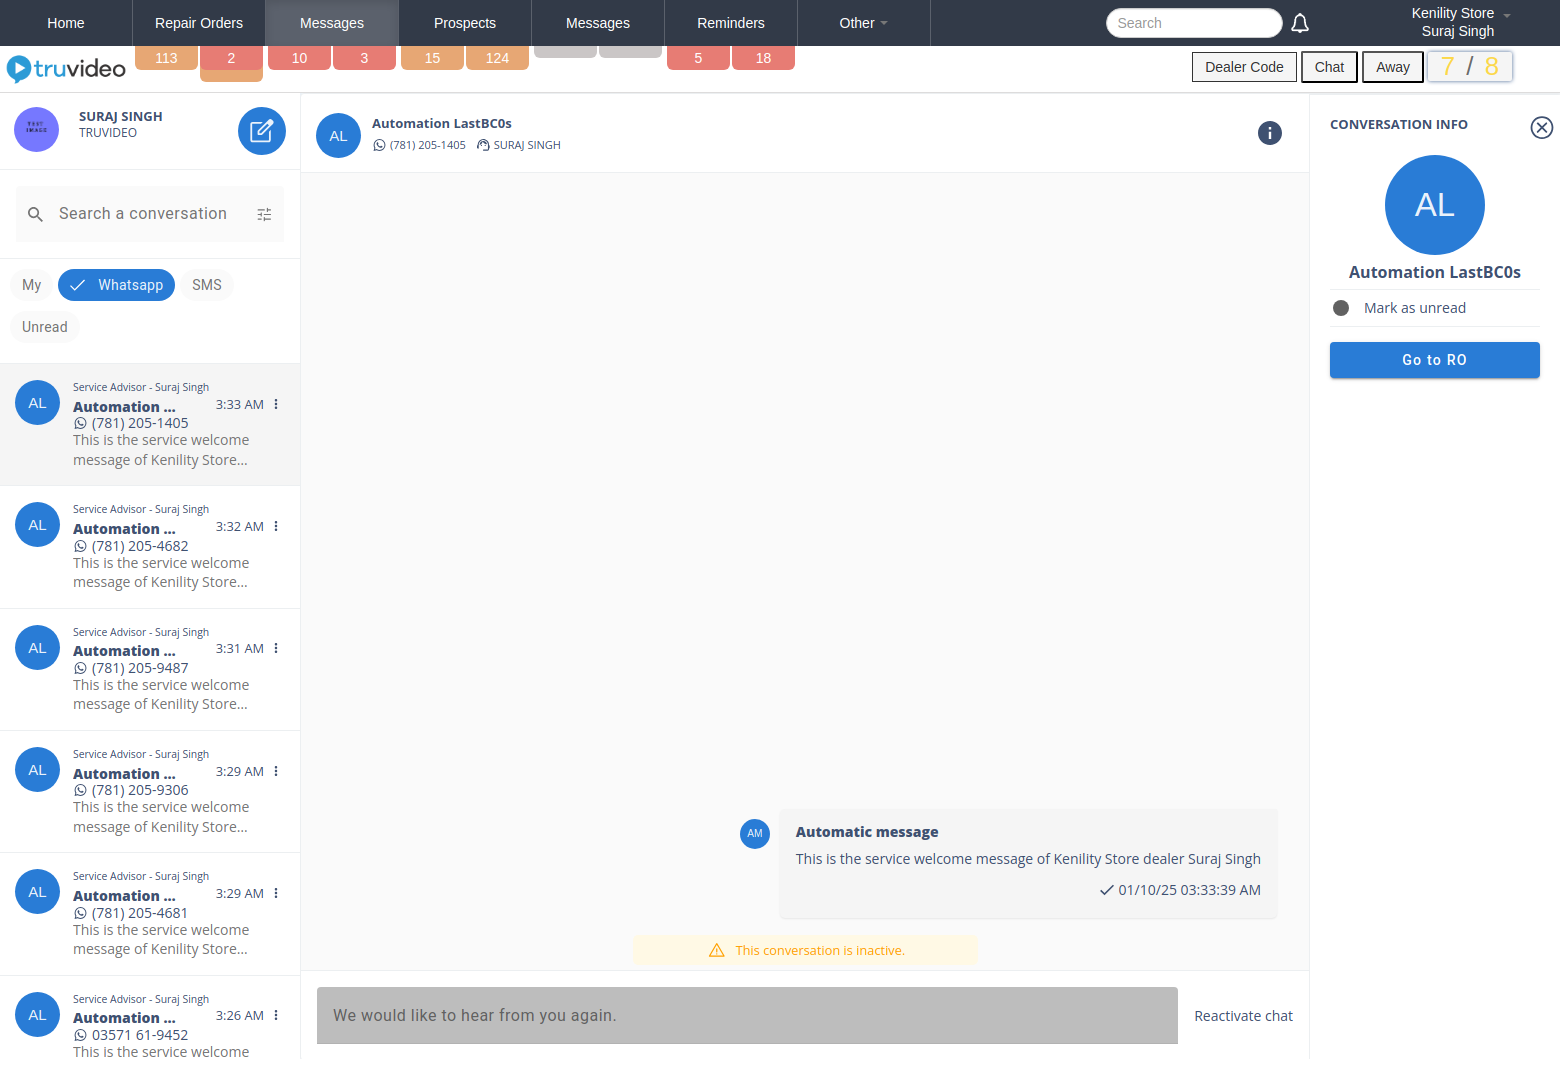 Home
Repair Orders
Messages
Prospects
Messages
Reminders
Other
Search
Kenility Store
Suraj Singh
113
2
10
3
15
124
5
18
truvideo
Dealer Code
Chat
Away
7 / 8
SURAJ SINGH
TRUVIDEO
Search a conversation
My
Whatsapp
SMS
Unread
Service Advisor - Suraj Singh
Automation ...
3:33 AM
(781) 205-1405
This is the service welcome
message of Kenility Store...
Service Advisor - Suraj Singh
Automation ...
3:32 AM
(781) 205-4682
This is the service welcome
message of Kenility Store...
Service Advisor - Suraj Singh
Automation ...
3:31 AM
(781) 205-9487
This is the service welcome
message of Kenility Store...
Service Advisor - Suraj Singh
Automation ...
3:29 AM
(781) 205-9306
This is the service welcome
message of Kenility Store...
Service Advisor - Suraj Singh
Automation ...
3:29 AM
(781) 205-4681
This is the service welcome
message of Kenility Store...
Service Advisor - Suraj Singh
Automation ...
3:26 AM
03571 61-9452
This is the service welcome
AL
AL
AL
AL
AL
AL
AL
Automation LastBC0s
(781) 205-1405
SURAJ SINGH
AM
Automatic message
This is the service welcome message of Kenility Store dealer Suraj Singh
01/10/25 03:33:39 AM
This conversation is inactive.
We would like to hear from you again.
Reactivate chat
CONVERSATION INFO
AL
Automation LastBC0s
Mark as unread
Go to RO